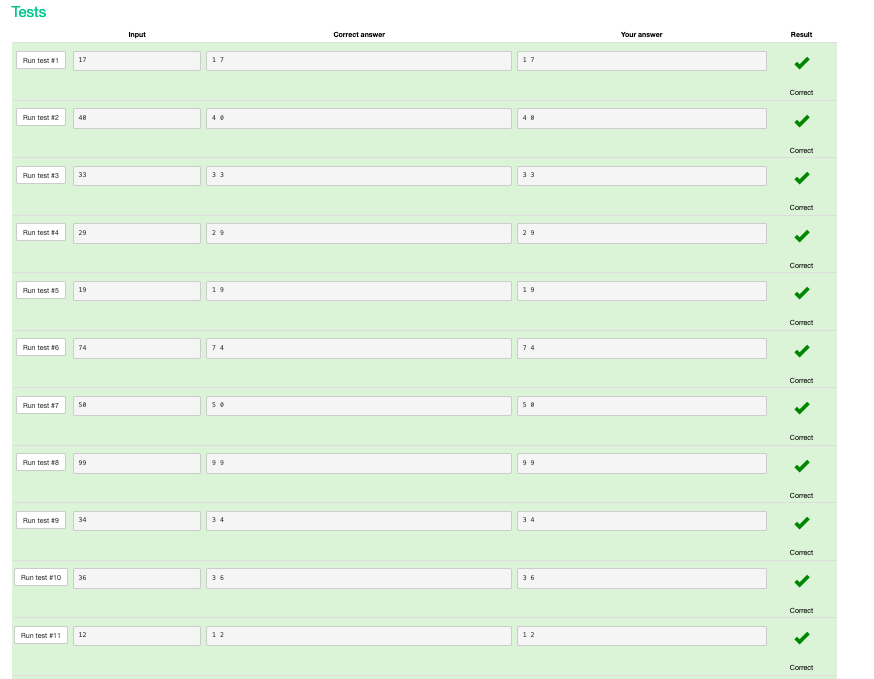 Tests
Input Correct answer Your answer Result
Run test #1 17 1 7 1 7
Correct
Run test #2 40 4 0 4 0
Correct
Run test #3 33 3 3 3 3
Correct
Run test #4 29 2 9 2 9
Correct
Run test #5 19 1 9 1 9
Correct
Run test #6 74 7 4 7 4
Correct
Run test #7 50 5 0 5 0
Correct
Run test #8 99 9 9 9 9
Correct
Run test #9 34 3 4 3 4
Correct
Run test #10 36 3 6 3 6
Correct
Run test #11 12 1 2 1 2
Correct